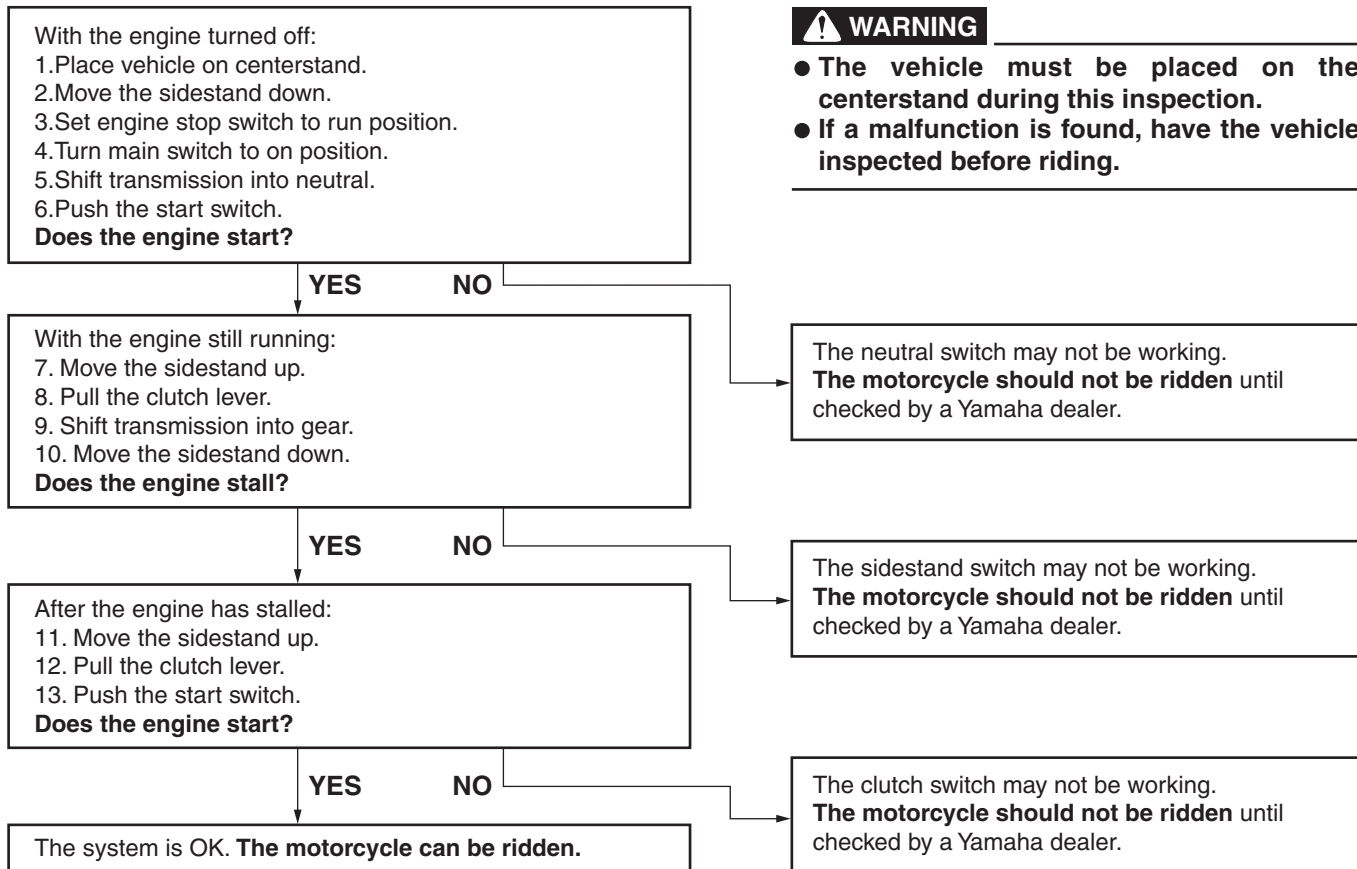 With the engine turned off:
1.Place vehicle on centerstand.
2.Move the sidestand down.
3.Set engine stop switch to run position.
4.Turn main switch to on position.
5.Shift transmission into neutral.
6.Push the start switch.
Does the engine start?
WARNING
● The vehicle must be placed on the
centerstand during this inspection.
● If a malfunction is found, have the vehicle
inspected before riding.
YES NO
With the engine still running:
7. Move the sidestand up.
8. Pull the clutch lever.
9. Shift transmission into gear.
10. Move the sidestand down.
Does the engine stall?
The neutral switch may not be working.
The motorcycle should not be ridden until
checked by a Yamaha dealer.
YES NO
After the engine has stalled:
11. Move the sidestand up.
12. Pull the clutch lever.
13. Push the start switch.
Does the engine start?
The sidestand switch may not be working.
The motorcycle should not be ridden until
checked by a Yamaha dealer.
YES NO
The system is OK. The motorcycle can be ridden.
The clutch switch may not be working.
The motorcycle should not be ridden until
checked by a Yamaha dealer.